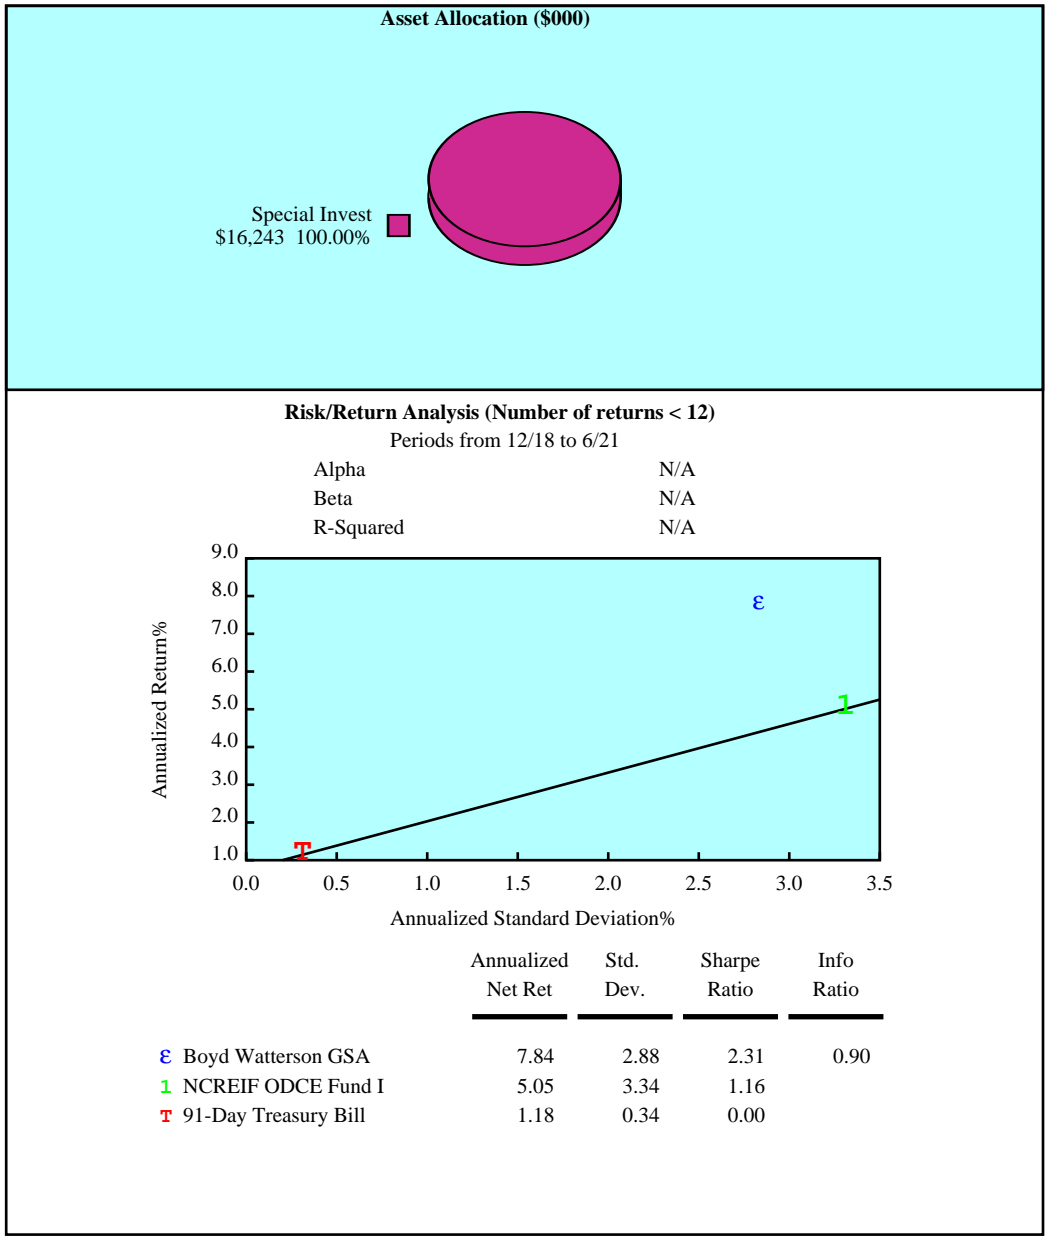 Asset Allocation ($000)
Special Invest
$16,243 100.00%
Risk/Return Analysis (Number of returns < 12)
Periods from 12/18 to 6/21
Alpha N/A
Beta N/A
R-Squared N/A
9.0
8.0
7.0
6.0
5.0
4.0
3.0
2.0
1.0
Annualized Return%
ε
1
T
0.0 0.5 1.0 1.5 2.0 2.5 3.0 3.5
Annualized Standard Deviation%
Annualized Std. Sharpe Info
Net Ret Dev. Ratio Ratio
ε Boyd Watterson GSA 7.84 2.88 2.31 0.90
1 NCREIF ODCE Fund I 5.05 3.34 1.16
T 91-Day Treasury Bill 1.18 0.34 0.00